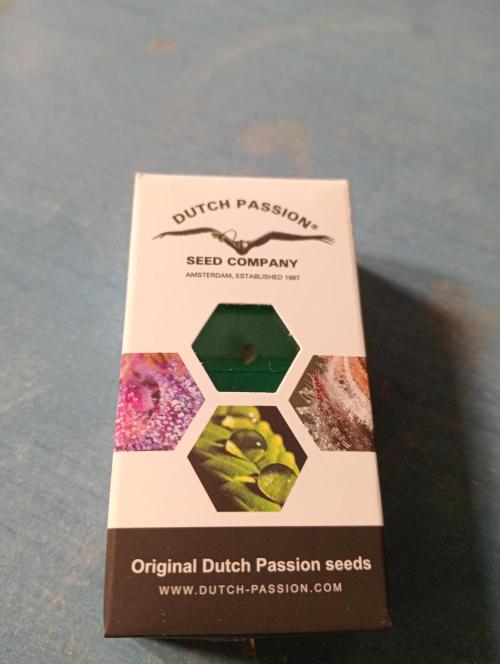 DUTCH PASSION®
SEED COMPANY
AMSTERDAM, ESTABLISHED 1987
Original Dutch Passion seeds
WWW.DUTCH-PASSION.COM